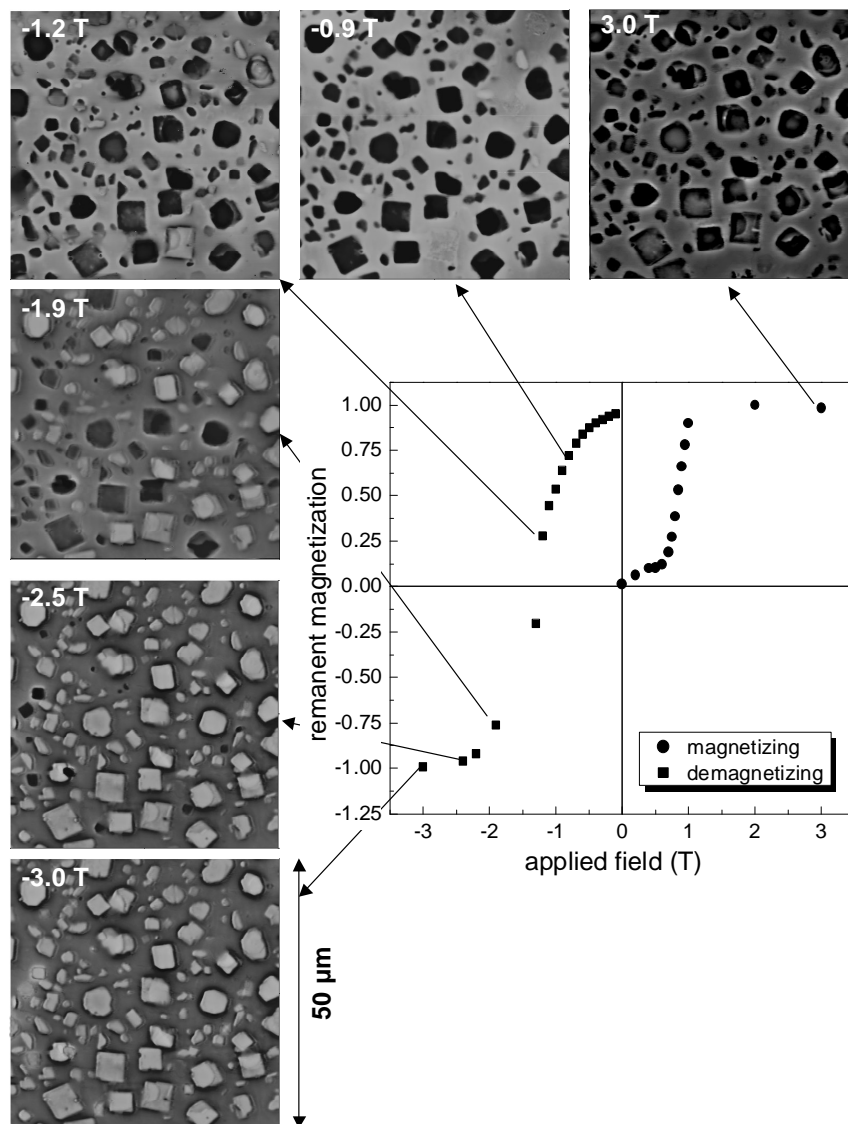 -1.2 T
-0.9 T
3.0 T
-1.9 T
-2.5 T
-3.0 T
50 µm
remanent magnetization
1.00
0.75
0.50
0.25
0.00
-0.25
-0.50
-0.75
-1.00
-1.25
magnetizing
demagnetizing
-3 -2 -1 0 1 2 3
applied field (T)